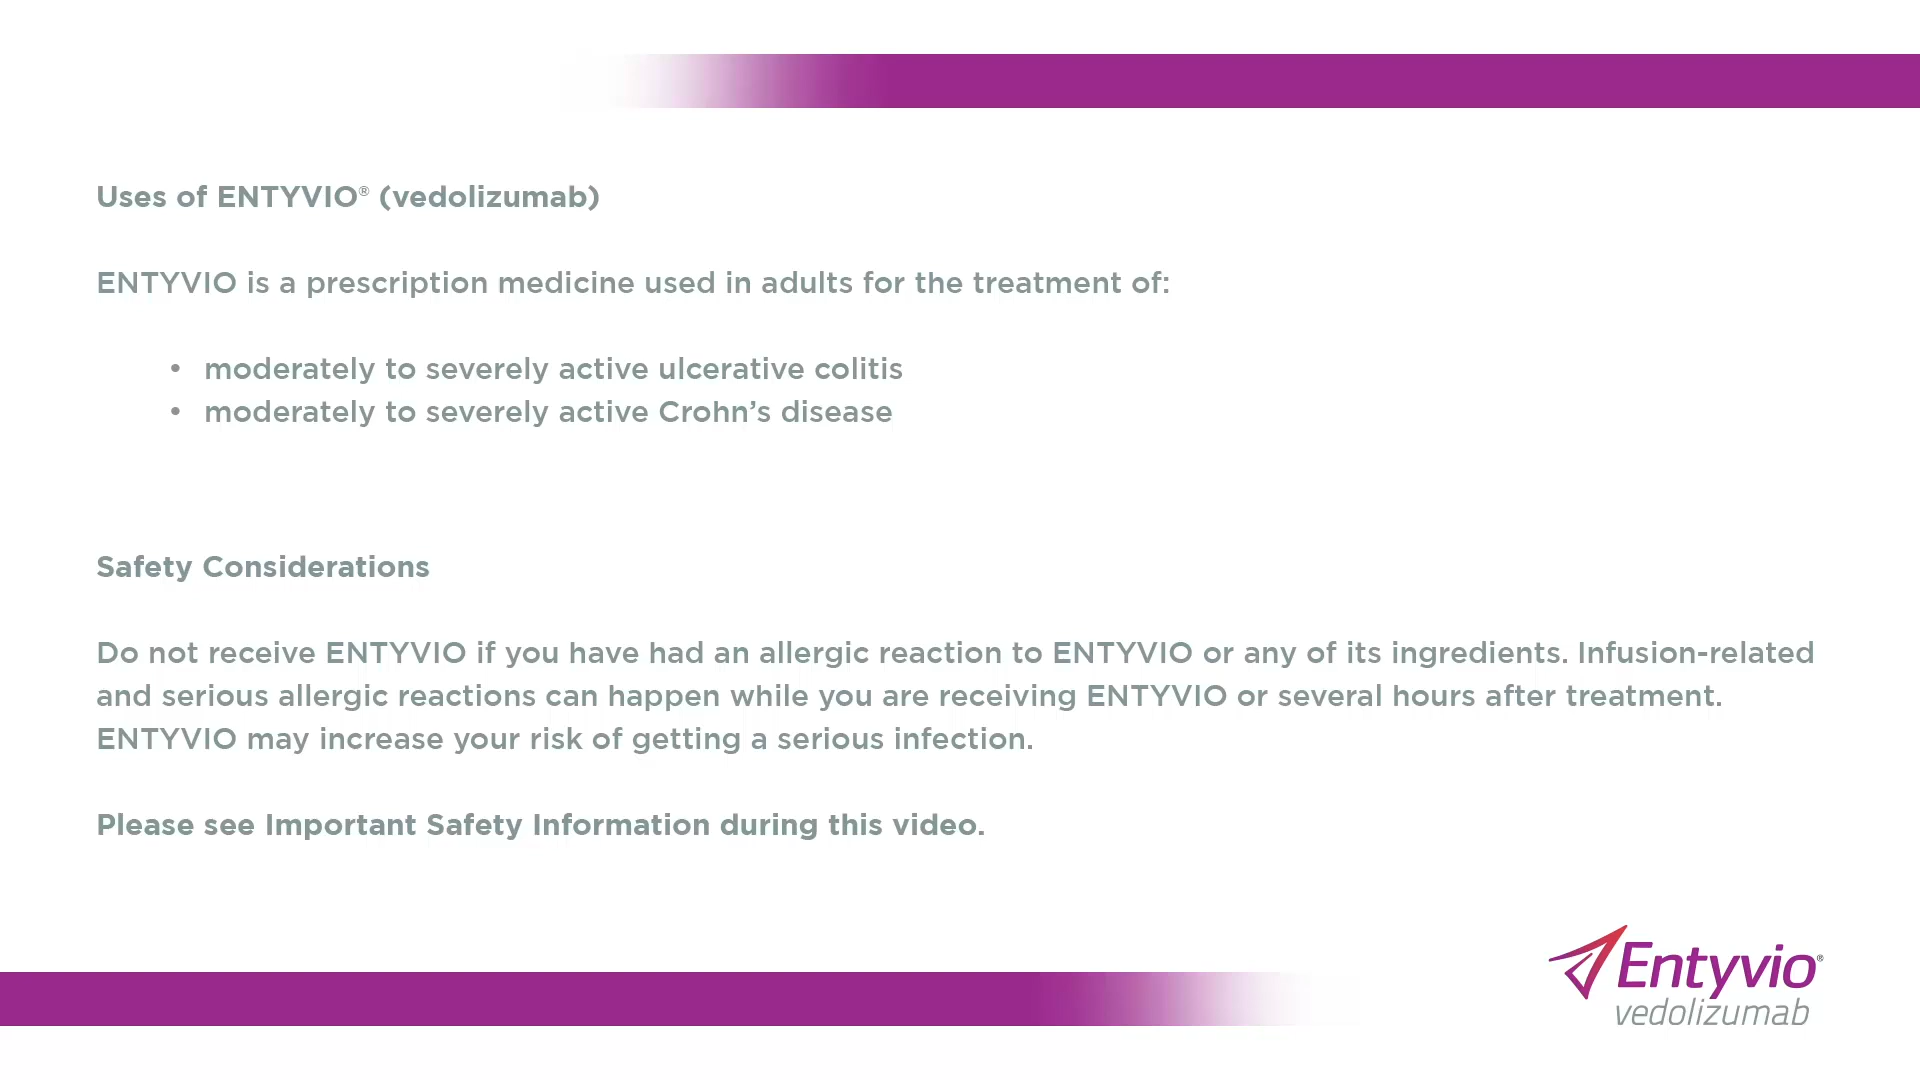 Uses of ENTYVIO® (vedolizumab)
ENTYVIO is a prescription medicine used in adults for the treatment of:
• moderately to severely active ulcerative colitis
• moderately to severely active Crohn’s disease
Safety Considerations
Do not receive ENTYVIO if you have had an allergic reaction to ENTYVIO or any of its ingredients. Infusion-related
and serious allergic reactions can happen while you are receiving ENTYVIO or several hours after treatment.
ENTYVIO may increase your risk of getting a serious infection.
Please see Important Safety Information during this video.
Entyvio®
vedolizumab